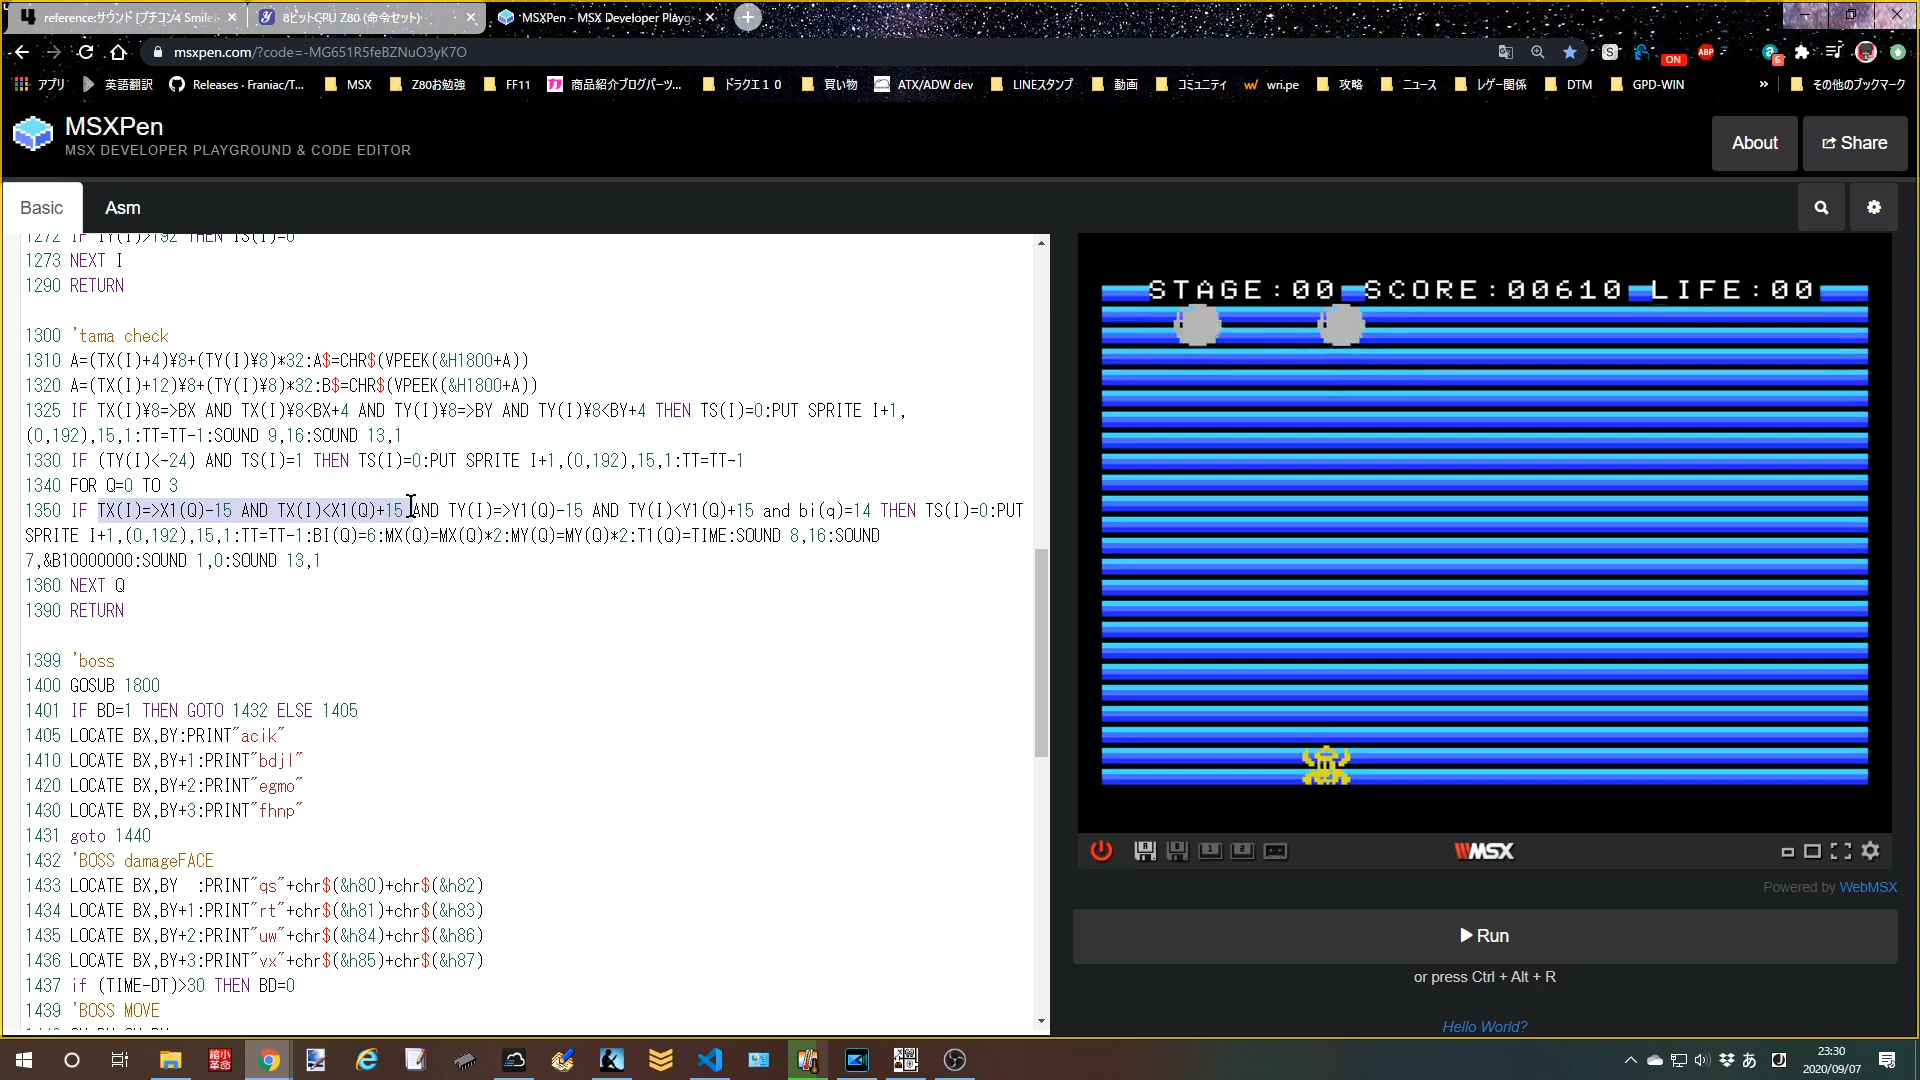 reference:サウンド [プチコン4 Smile
8ビットCPU Z80 (命令セット)
MSXPen - MSX Developer Playg
msxpen.com/?code=-MG651R5feBZNuO3yK7O
アプリ
英語翻訳
Releases · Franiac/T...
MSX
Z80お勉強
FF11
商品紹介ブログパーツ...
ドラクエ１０
買い物
ATX/ADW dev
LINEスタンプ
動画
コミュニティ
wri.pe
攻略
ニュース
レゲー関係
DTM
GPD-WIN
»
その他のブックマーク
ON
ABP
6
MSXPen
MSX DEVELOPER PLAYGROUND & CODE EDITOR
About
Share
Basic
Asm
1272 IF TY(I)>192 THEN TS(I)=0
1273 NEXT I
1290 RETURN
1300 'tama check
1310 A=(TX(I)+4)¥8+(TY(I)¥8)*32:A$=CHR$(VPEEK(&H1800+A))
1320 A=(TX(I)+12)¥8+(TY(I)¥8)*32:B$=CHR$(VPEEK(&H1800+A))
1325 IF TX(I)¥8=>BX AND TX(I)¥8<BX+4 AND TY(I)¥8=>BY AND TY(I)¥8<BY+4 THEN TS(I)=0:PUT SPRITE I+1,
(0,192),15,1:TT=TT-1:SOUND 9,16:SOUND 13,1
1330 IF (TY(I)<-24) AND TS(I)=1 THEN TS(I)=0:PUT SPRITE I+1,(0,192),15,1:TT=TT-1
1340 FOR Q=0 TO 3
1350 IF TX(I)=>X1(Q)-15 AND TX(I)<X1(Q)+15 AND TY(I)=>Y1(Q)-15 AND TY(I)<Y1(Q)+15 and bi(q)=14 THEN TS(I)=0:PUT
SPRITE I+1,(0,192),15,1:TT=TT-1:BI(Q)=6:MX(Q)=MX(Q)*2:MY(Q)=MY(Q)*2:T1(Q)=TIME:SOUND 8,16:SOUND
7,&B10000000:SOUND 1,0:SOUND 13,1
1360 NEXT Q
1390 RETURN
1399 'boss
1400 GOSUB 1800
1401 IF BD=1 THEN GOTO 1432 ELSE 1405
1405 LOCATE BX,BY:PRINT"acik"
1410 LOCATE BX,BY+1:PRINT"bdjl"
1420 LOCATE BX,BY+2:PRINT"egmo"
1430 LOCATE BX,BY+3:PRINT"fhnp"
1431 goto 1440
1432 'BOSS damageFACE
1433 LOCATE BX,BY  :PRINT"qs"+chr$(&h80)+chr$(&h82)
1434 LOCATE BX,BY+1:PRINT"rt"+chr$(&h81)+chr$(&h83)
1435 LOCATE BX,BY+2:PRINT"uw"+chr$(&h84)+chr$(&h86)
1436 LOCATE BX,BY+3:PRINT"vx"+chr$(&h85)+chr$(&h87)
1437 if (TIME-DT)>30 THEN BD=0
1439 'BOSS MOVE
STAGE:00 SCORE:00610 LIFE:00
MSX
Powered by WebMSX
Run
or press Ctrl + Alt + R
Hello World?
縮小
革命
あ
23:30
2020/09/07